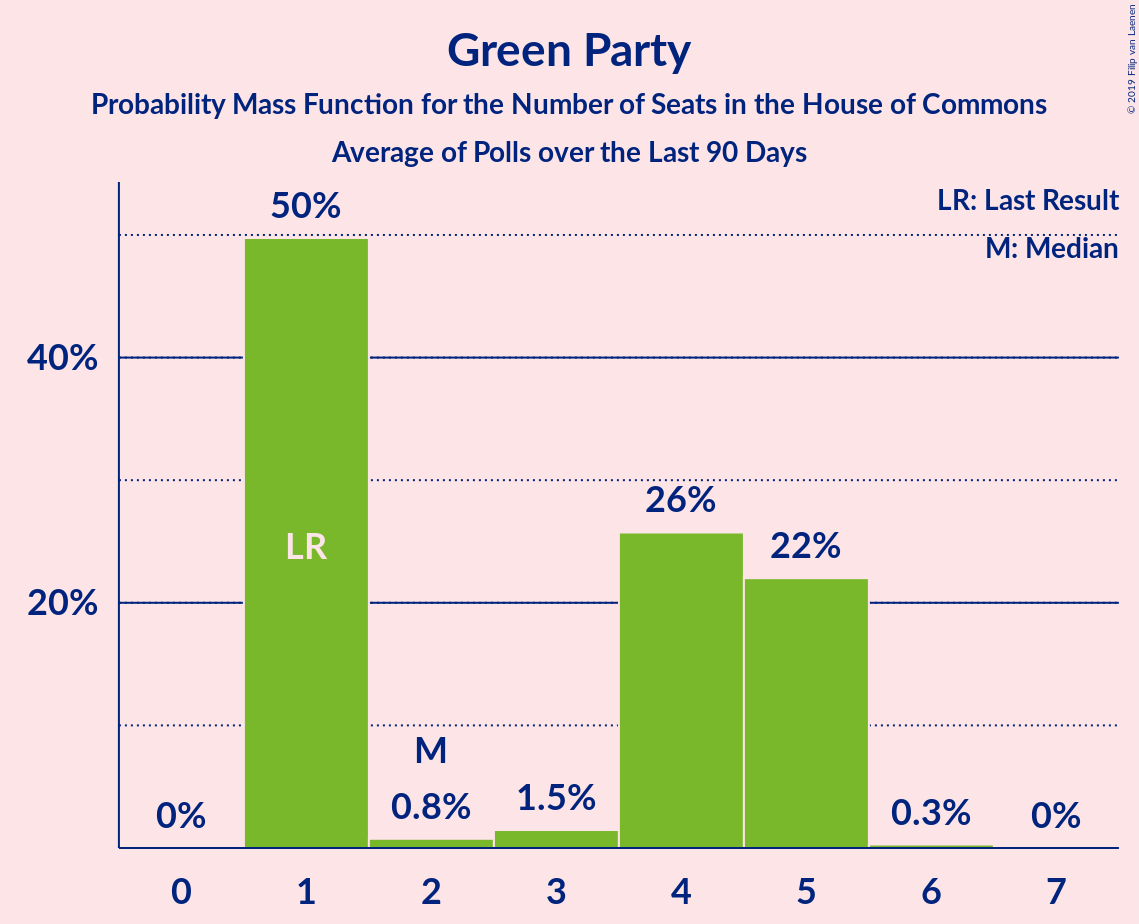 Green Party
Probability Mass Function for the Number of Seats in the House of Commons
Average of Polls over the Last 90 Days
© 2019 Filip van Laenen
LR: Last Result
M: Median
50%
40%
26%
22%
LR
20%
M
0%
0.8%
1.5%
0.3%
0%
0 1 2 3 4 5 6 7